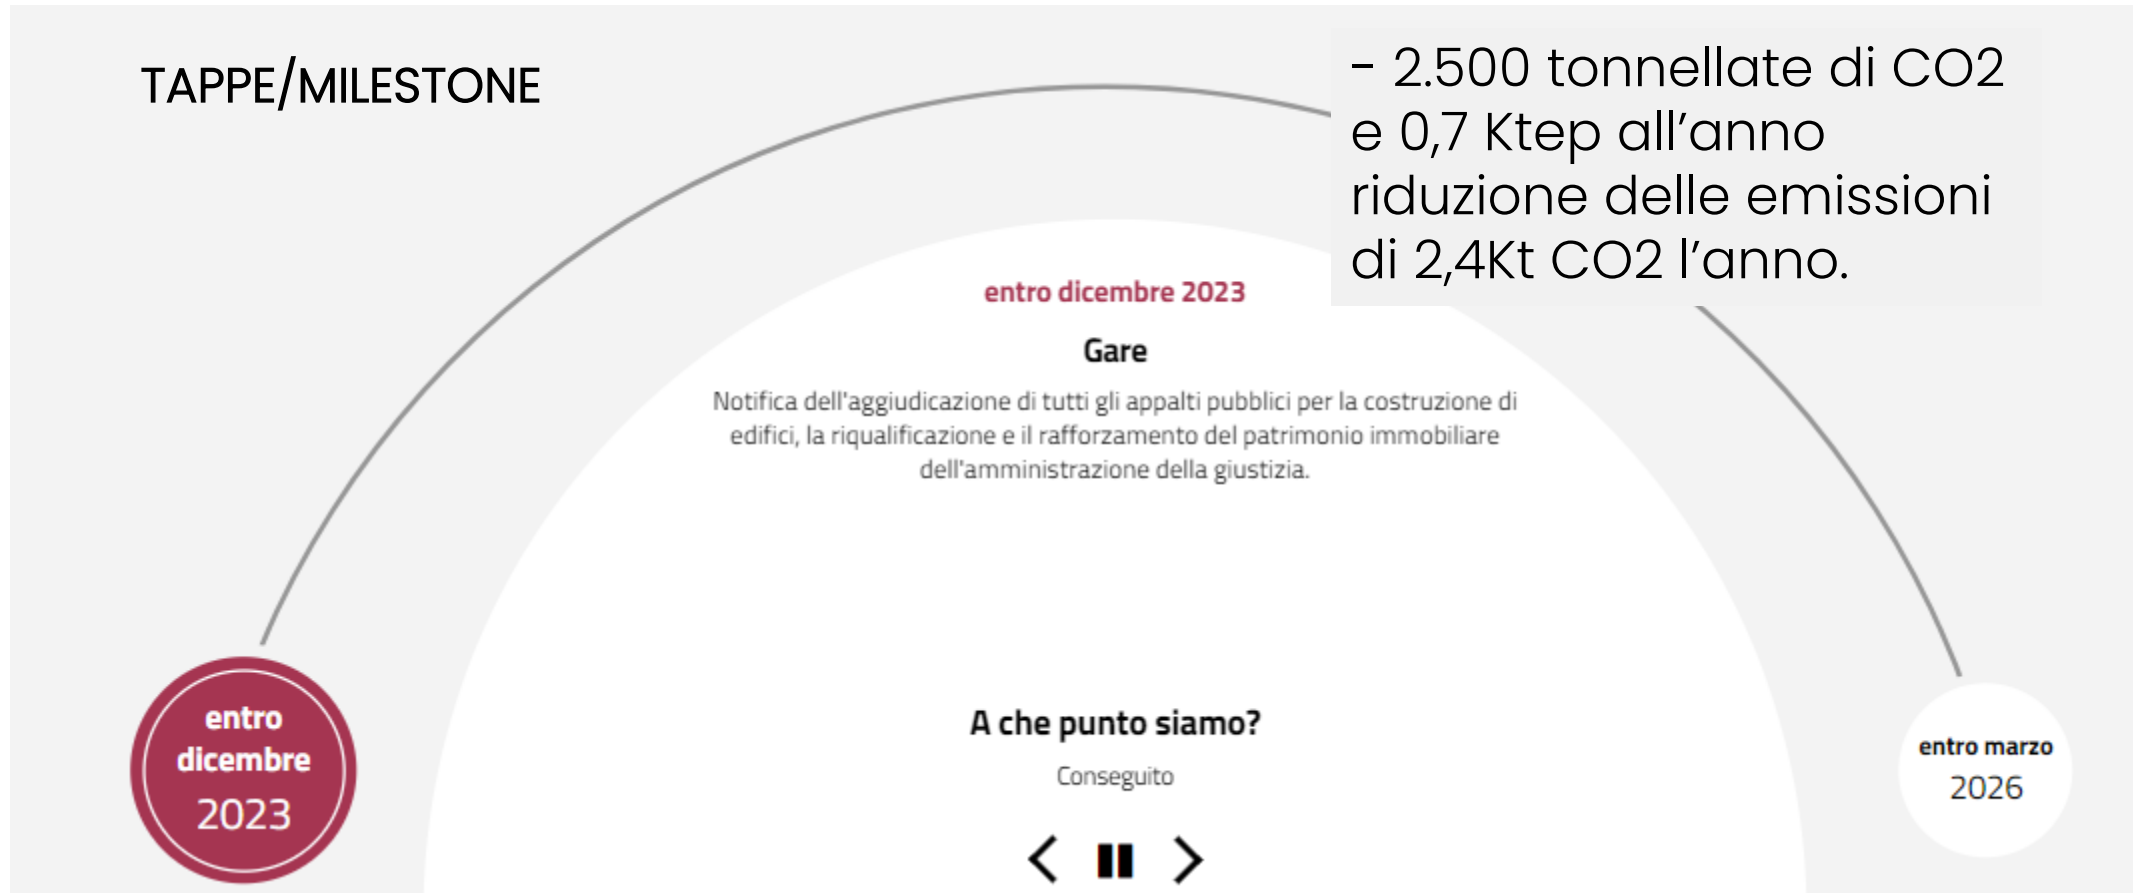 TAPPE/MILESTONE
- 2.500 tonnellate di CO2
e 0,7 Ktep all’anno
riduzione delle emissioni
di 2,4Kt CO2 l’anno.
entro dicembre 2023
Gare
Notifica dell'aggiudicazione di tutti gli appalti pubblici per la costruzione di
edifici, la riqualificazione e il rafforzamento del patrimonio immobiliare
dell'amministrazione della giustizia.
A che punto siamo?
Conseguito
entro
dicembre
2023
entro marzo
2026